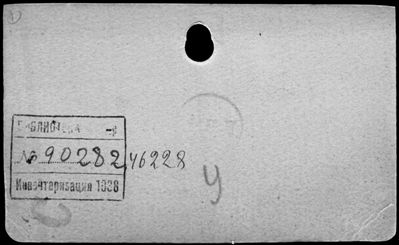 БИБЛИОТЕКА
№ 90282, 46228
Инвентаризация 1936
У